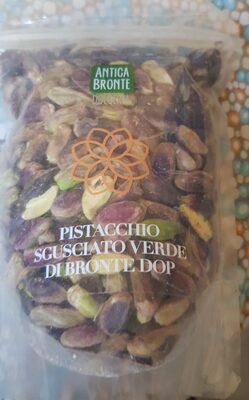 ANTICA
BRONTE
PISTACCHIO
SGUSCIATO VERDE
DI BRONTE DOP